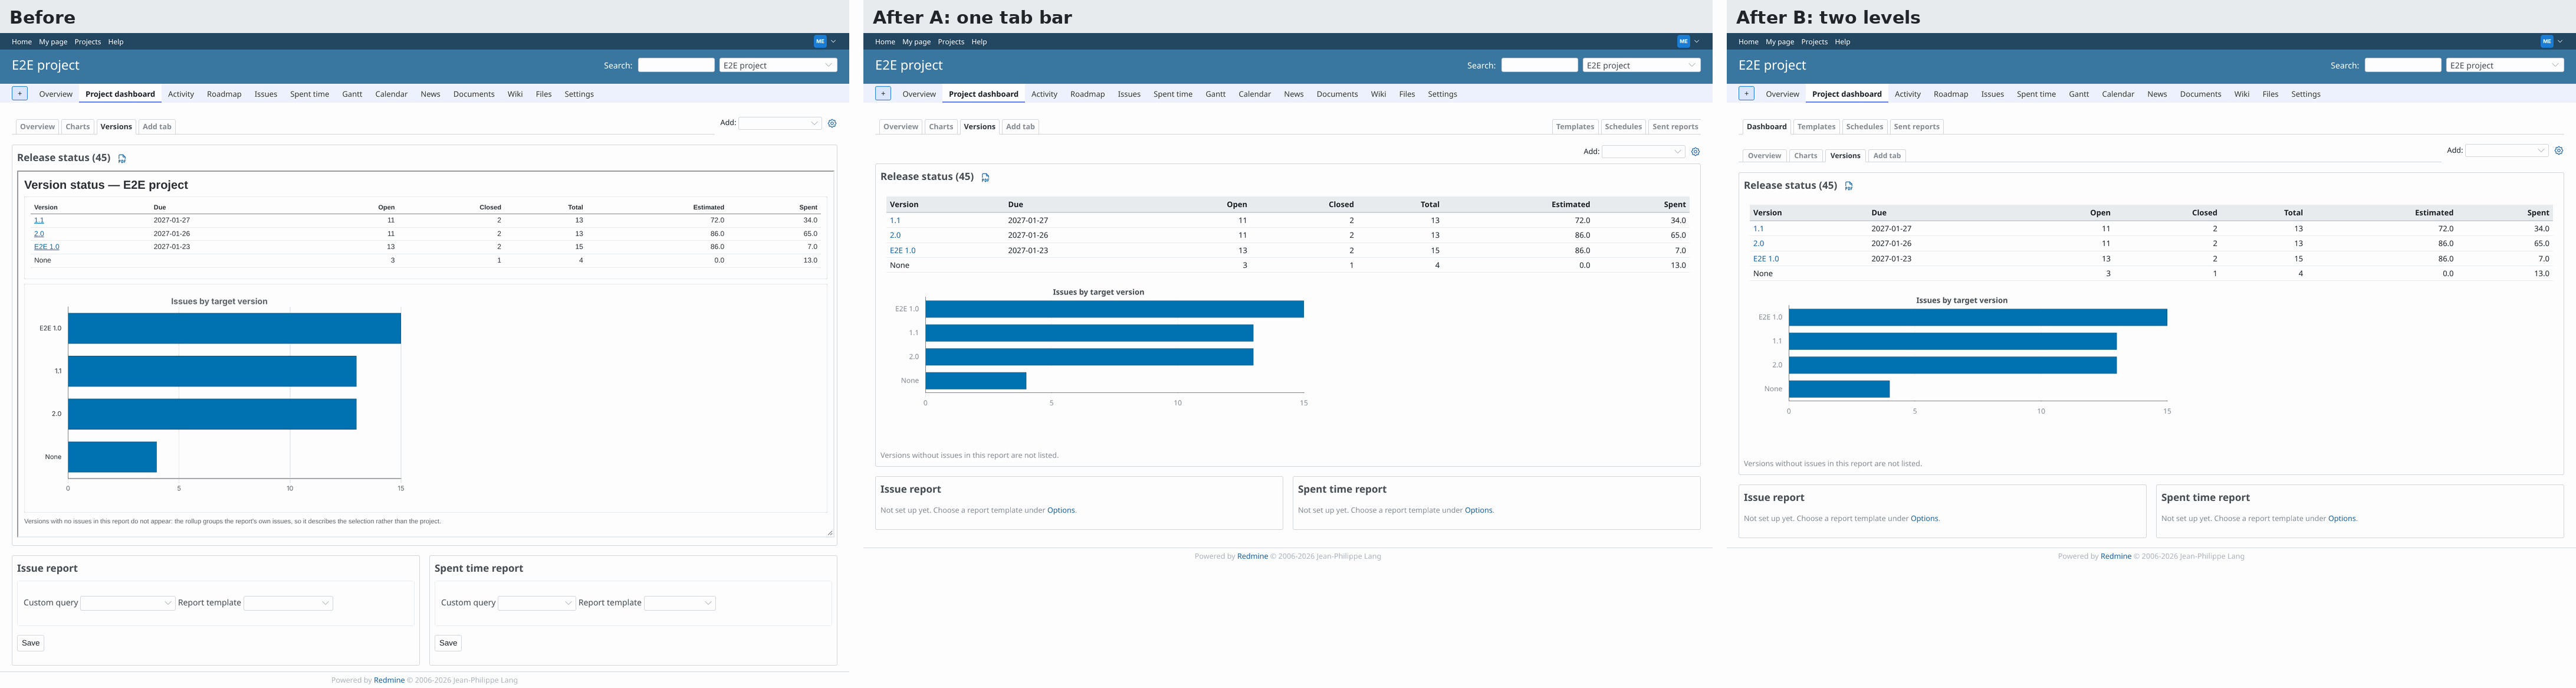 Before
Home My page Projects Help ME
E2E project Search: E2E project
+ Overview Project dashboard Activity Roadmap Issues Spent time Gantt Calendar News Documents Wiki Files Settings
Overview Charts Versions Add tab Add:
Release status (45)
Version status — E2E project
Version Due Open Closed Total Estimated Spent
1.1 2027-01-27 11 2 13 72.0 34.0
2.0 2027-01-26 11 2 13 86.0 65.0
E2E 1.0 2027-01-23 13 2 15 86.0 7.0
None 3 1 4 0.0 13.0
Issues by target version
E2E 1.0
1.1
2.0
None
0 5 10 15
Versions with no issues in this report do not appear: the rollup groups the report's own issues, so it describes the selection rather than the project.
Issue report
Custom query Report template
Save
Spent time report
Custom query Report template
Save
Powered by Redmine © 2006-2026 Jean-Philippe Lang
After A: one tab bar
Home My page Projects Help ME
E2E project Search: E2E project
+ Overview Project dashboard Activity Roadmap Issues Spent time Gantt Calendar News Documents Wiki Files Settings
Overview Charts Versions Add tab Templates Schedules Sent reports
Add:
Release status (45)
Version Due Open Closed Total Estimated Spent
1.1 2027-01-27 11 2 13 72.0 34.0
2.0 2027-01-26 11 2 13 86.0 65.0
E2E 1.0 2027-01-23 13 2 15 86.0 7.0
None 3 1 4 0.0 13.0
Issues by target version
E2E 1.0
1.1
2.0
None
0 5 10 15
Versions without issues in this report are not listed.
Issue report
Not set up yet. Choose a report template under Options.
Spent time report
Not set up yet. Choose a report template under Options.
Powered by Redmine © 2006-2026 Jean-Philippe Lang
After B: two levels
Home My page Projects Help ME
E2E project Search: E2E project
+ Overview Project dashboard Activity Roadmap Issues Spent time Gantt Calendar News Documents Wiki Files Settings
Dashboard Templates Schedules Sent reports
Overview Charts Versions Add tab Add:
Release status (45)
Version Due Open Closed Total Estimated Spent
1.1 2027-01-27 11 2 13 72.0 34.0
2.0 2027-01-26 11 2 13 86.0 65.0
E2E 1.0 2027-01-23 13 2 15 86.0 7.0
None 3 1 4 0.0 13.0
Issues by target version
E2E 1.0
1.1
2.0
None
0 5 10 15
Versions without issues in this report are not listed.
Issue report
Not set up yet. Choose a report template under Options.
Spent time report
Not set up yet. Choose a report template under Options.
Powered by Redmine © 2006-2026 Jean-Philippe Lang